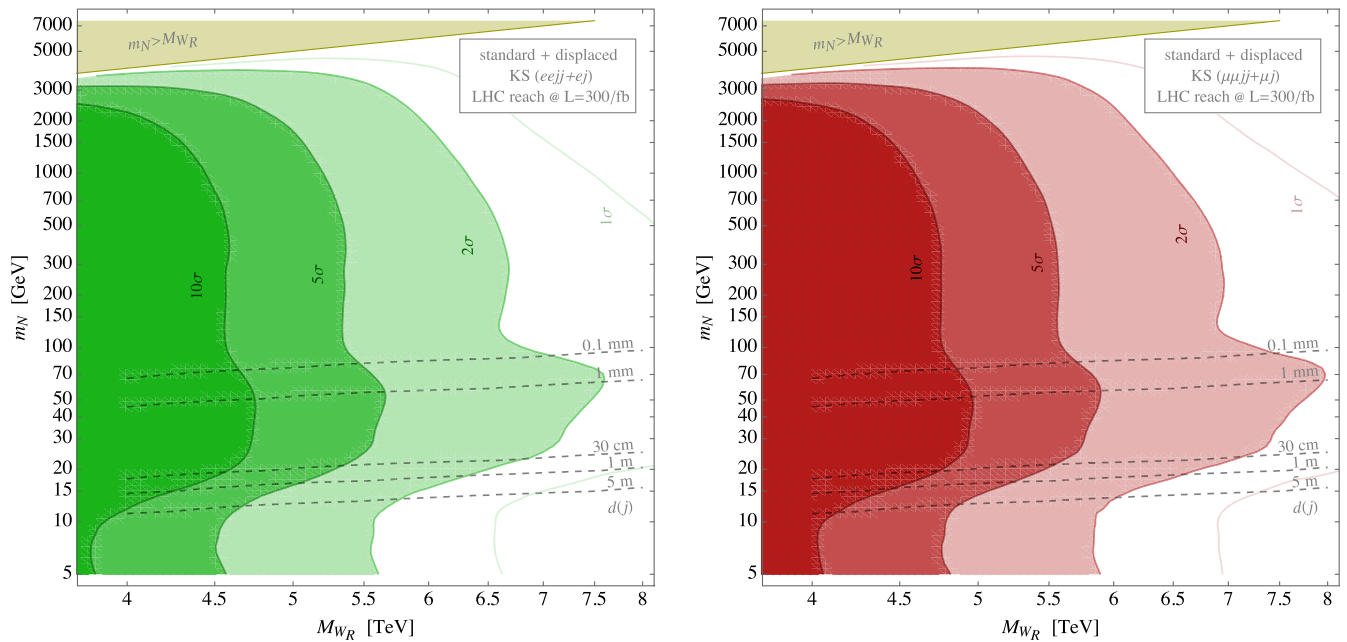 7000
5000
3000
2000
1500
1000
700
500
300
200
150
100
70
50
40
30
20
15
10
5
m_N [GeV]
m_N>M_{W_R}
standard + displaced
KS (eejj+ej)
LHC reach @ L=300/fb
10σ
5σ
2σ
1σ
0.1 mm
1 mm
30 cm
1 m
5 m
d(j)
4 4.5 5 5.5 6 6.5 7 7.5 8
M_{W_R} [TeV]
7000
5000
3000
2000
1500
1000
700
500
300
200
150
100
70
50
40
30
20
15
10
5
m_N [GeV]
m_N>M_{W_R}
standard + displaced
KS (μμjj+μj)
LHC reach @ L=300/fb
10σ
5σ
2σ
1σ
0.1 mm
1 mm
30 cm
1 m
5 m
d(j)
4 4.5 5 5.5 6 6.5 7 7.5 8
M_{W_R} [TeV]